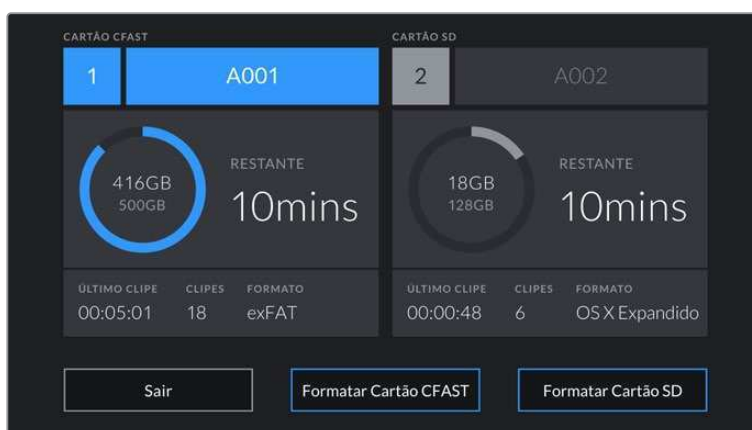 CARTÃO CFAST
1 A001
416GB
500GB
RESTANTE
10mins
ÚLTIMO CLIPE CLIPES FORMATO
00:05:01 18 exFAT
CARTÃO SD
2 A002
18GB
128GB
RESTANTE
10mins
ÚLTIMO CLIPE CLIPES FORMATO
00:00:48 6 OS X Expandido
Sair Formatar Cartão CFAST Formatar Cartão SD